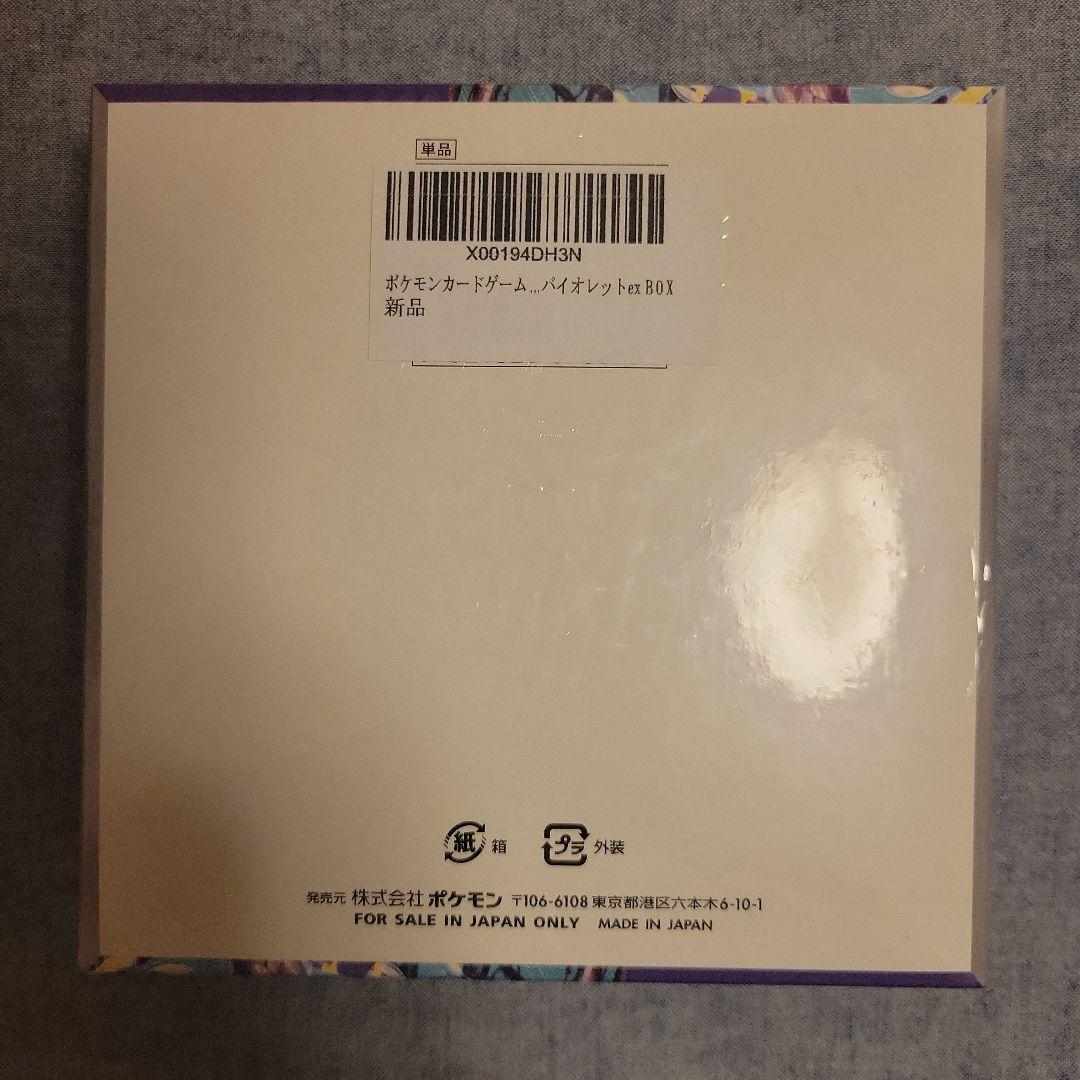 単品
X00194DH3N
ポケモンカードゲーム...バイオレットex BOX
新品
紙 箱 プラ 外装
発売元 株式会社 ポケモン 〒106-6108 東京都港区六本木6-10-1
FOR SALE IN JAPAN ONLY MADE IN JAPAN